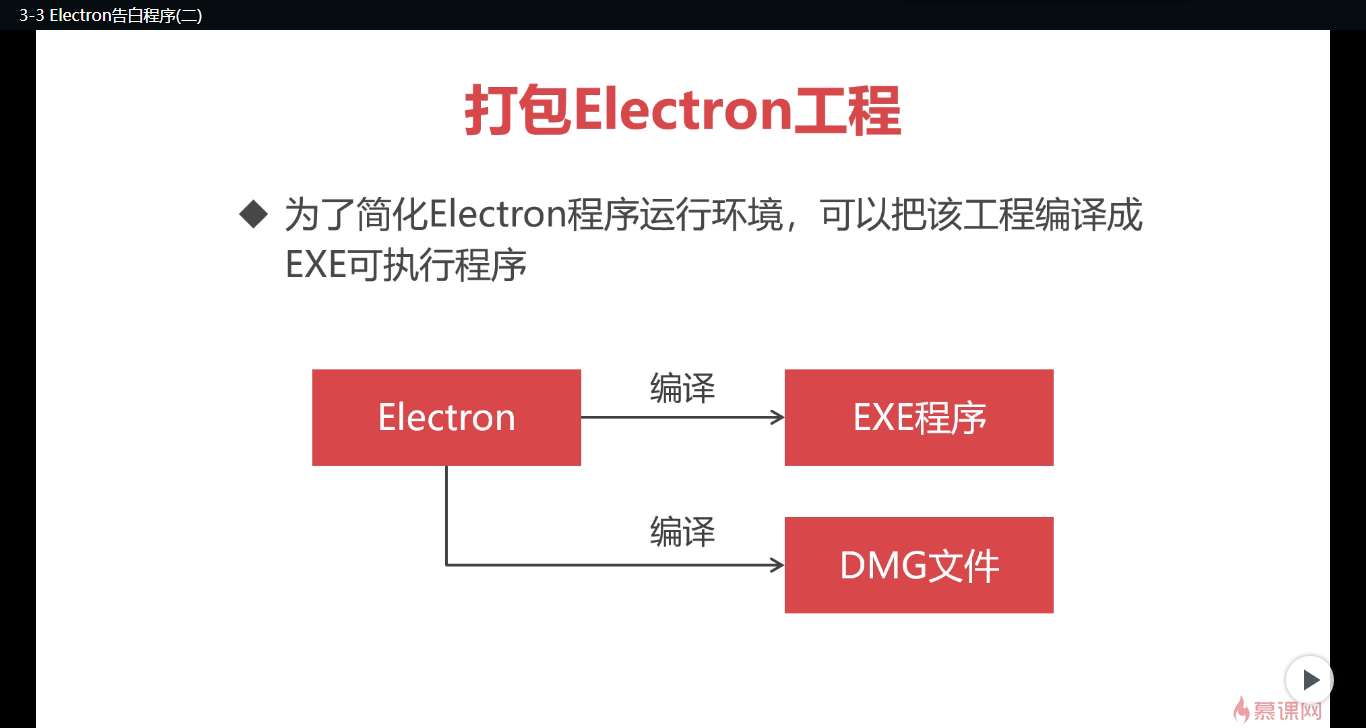 3-3 Electron告白程序(二)
打包Electron工程
为了简化Electron程序运行环境，可以把该工程编译成
EXE可执行程序
Electron
编译
EXE程序
编译
DMG文件
慕课网